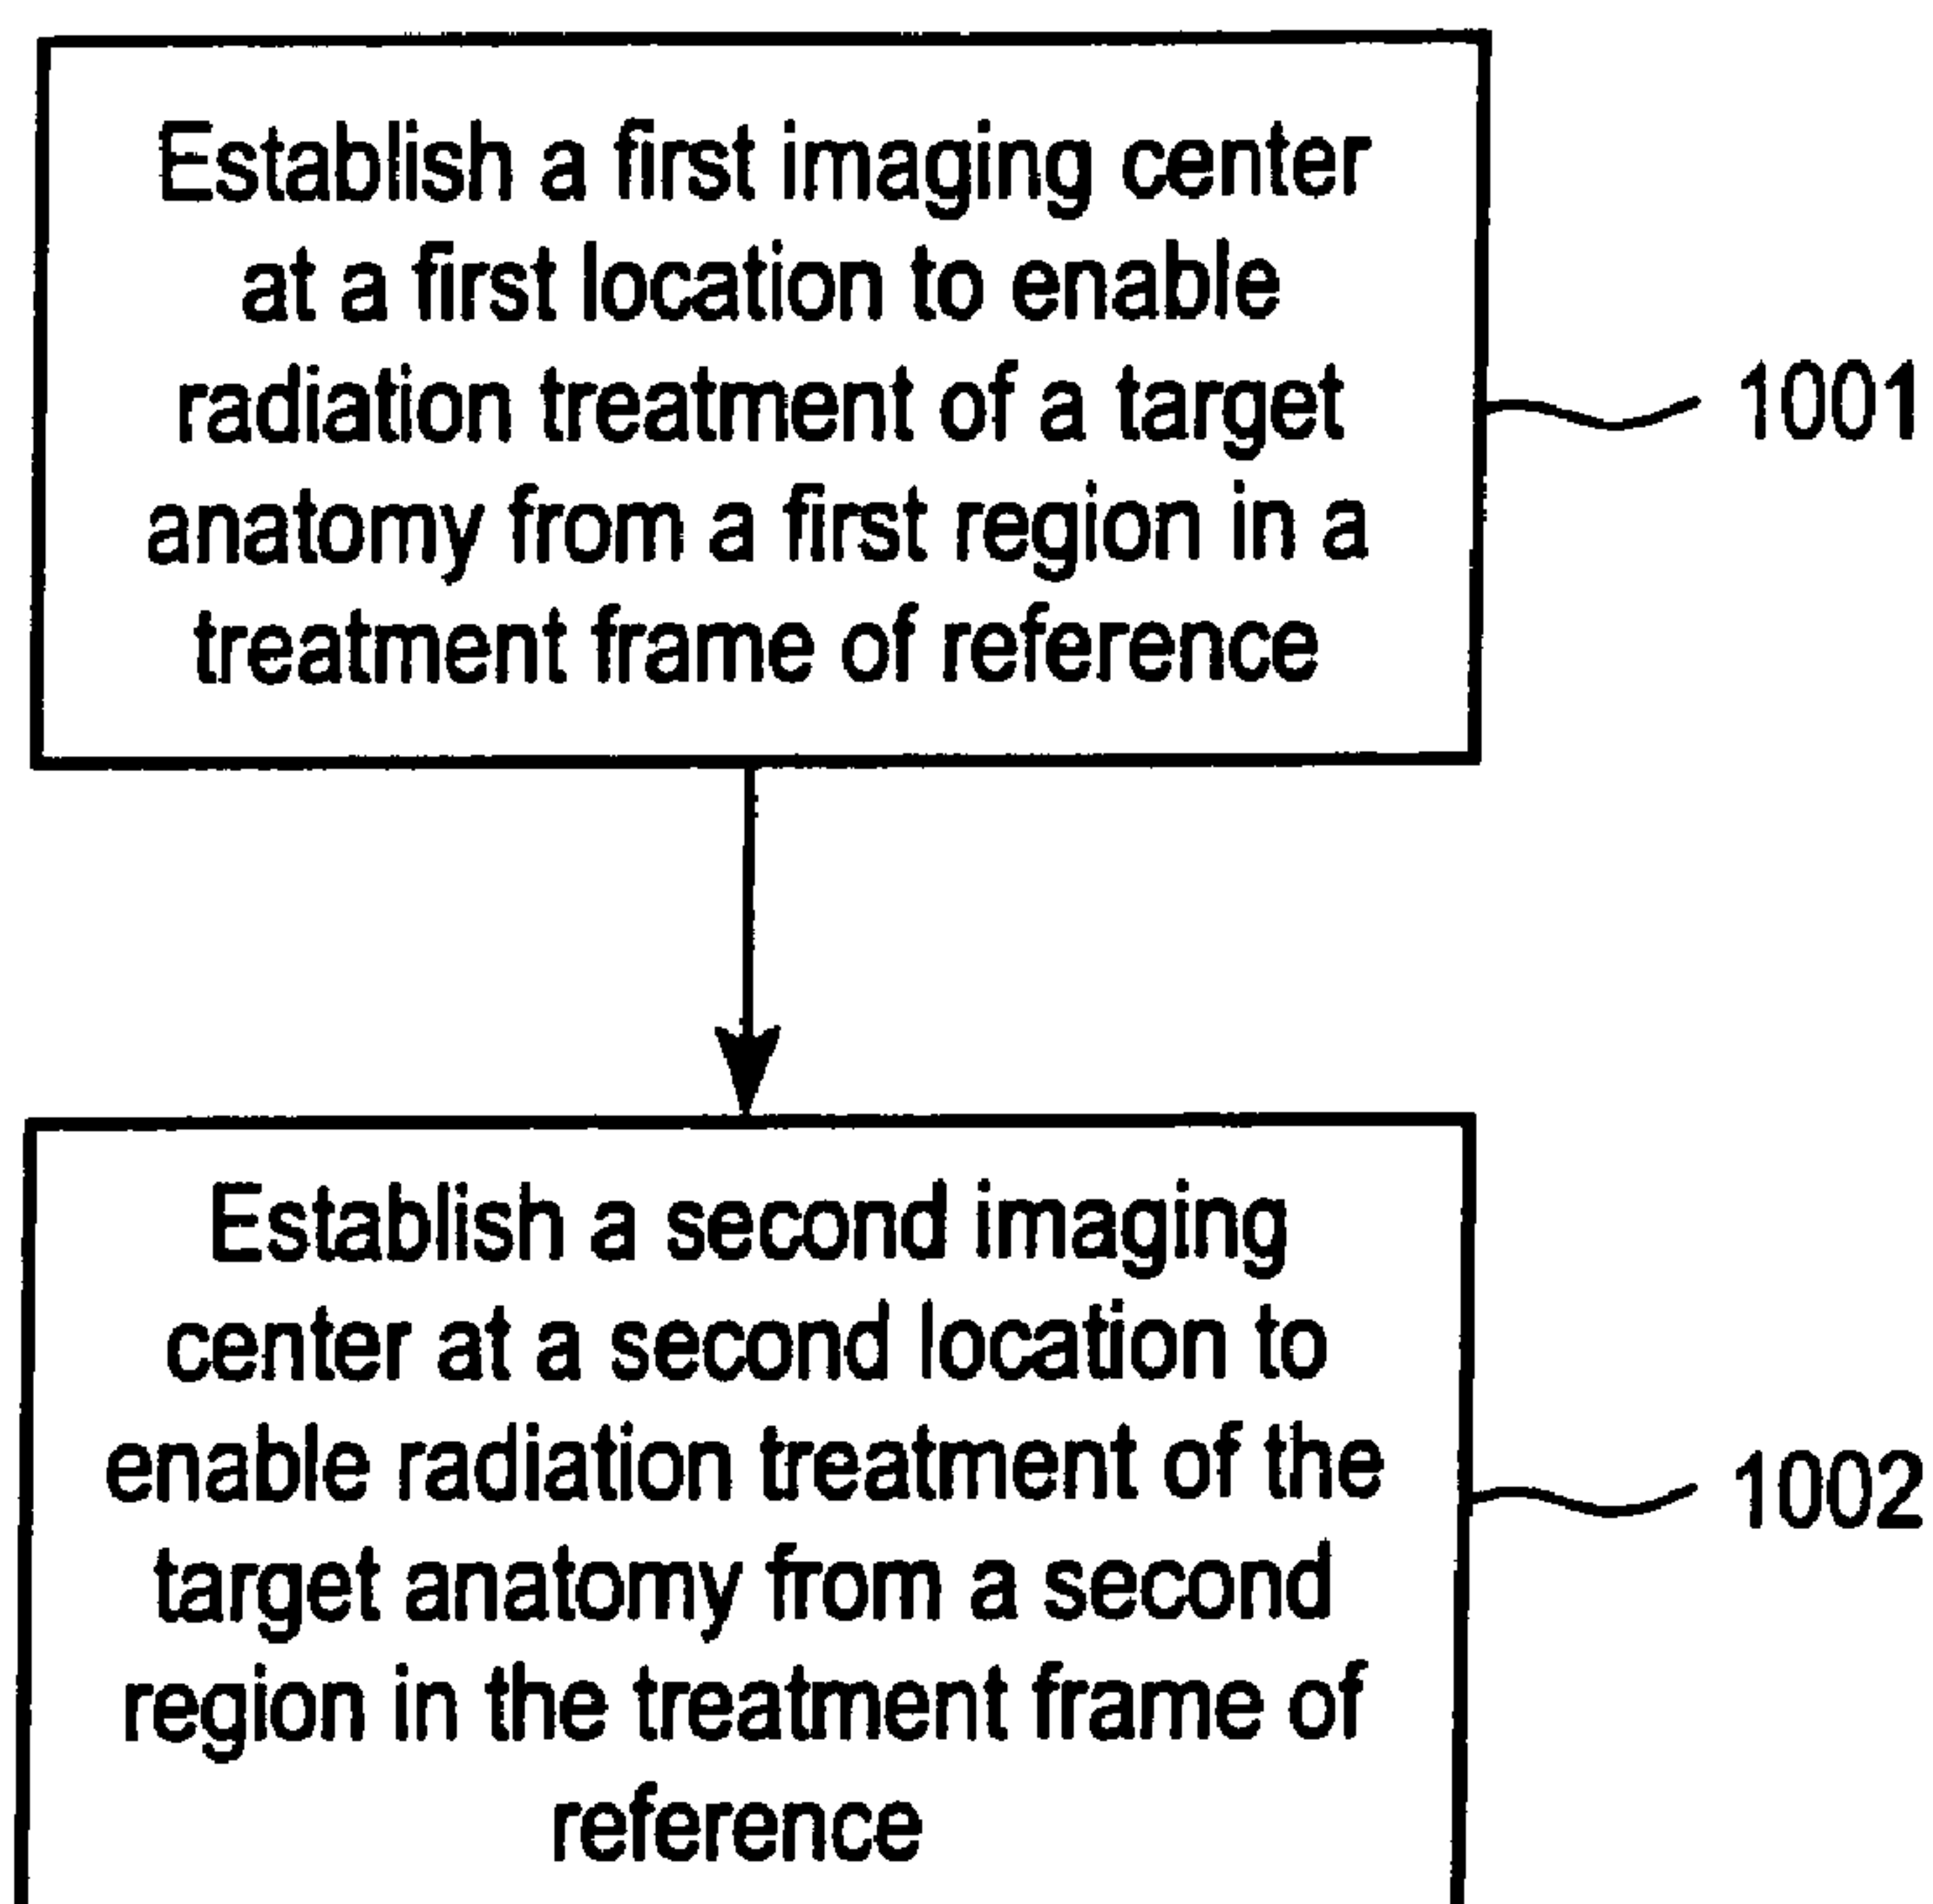 Establish a first imaging center
at a first location to enable
radiation treatment of a target
anatomy from a first region in a
treatment frame of reference
1001
Establish a second imaging
center at a second location to
enable radiation treatment of the
target anatomy from a second
region in the treatment frame of
reference
1002